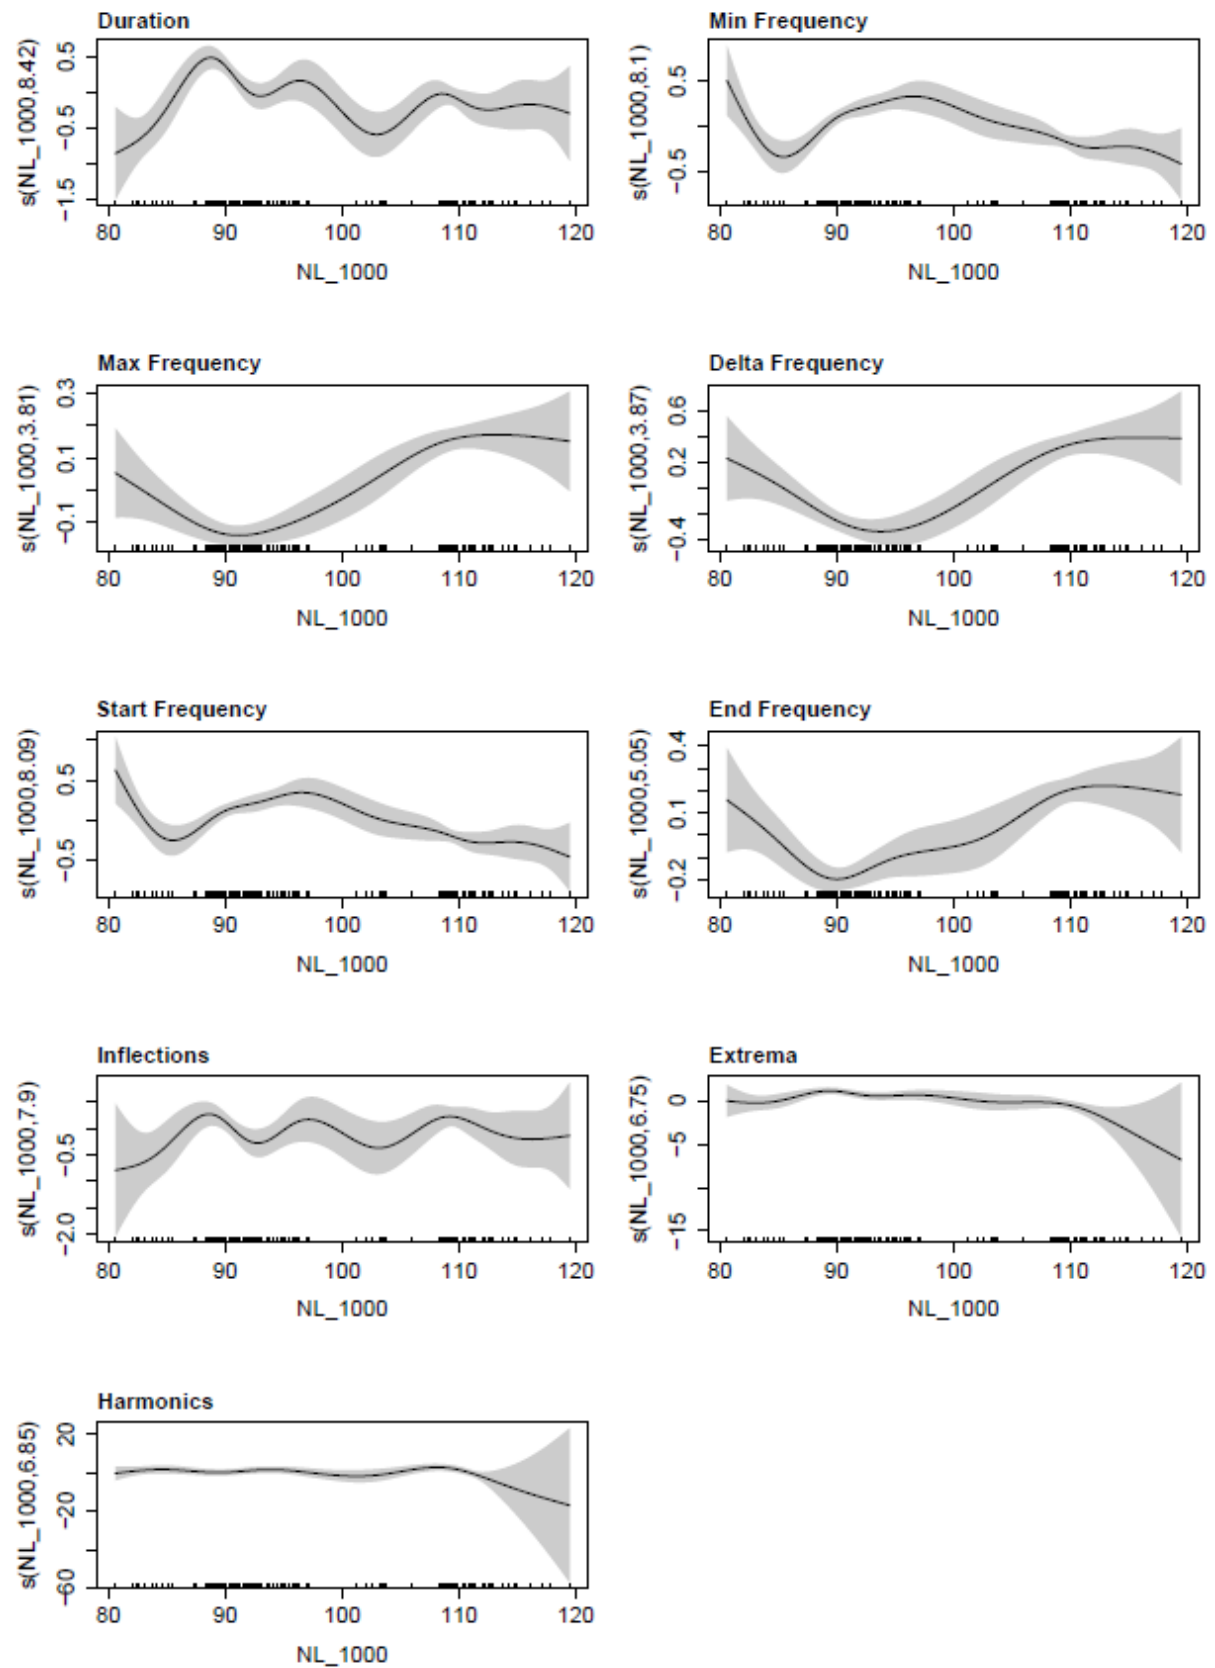 Duration
s(NL_1000,8.42)
0.5
−0.5
−1.5
80 90 100 110 120
NL_1000
Min Frequency
s(NL_1000,8.1)
0.5
−0.5
80 90 100 110 120
NL_1000
Max Frequency
s(NL_1000,3.81)
0.3
0.1
−0.1
80 90 100 110 120
NL_1000
Delta Frequency
s(NL_1000,3.87)
0.6
0.2
−0.4
80 90 100 110 120
NL_1000
Start Frequency
s(NL_1000,8.09)
0.5
−0.5
80 90 100 110 120
NL_1000
End Frequency
s(NL_1000,5.05)
0.4
0.1
−0.2
80 90 100 110 120
NL_1000
Inflections
s(NL_1000,7.9)
−0.5
−2.0
80 90 100 110 120
NL_1000
Extrema
s(NL_1000,6.75)
0
−5
−15
80 90 100 110 120
NL_1000
Harmonics
s(NL_1000,6.85)
20
−20
−60
80 90 100 110 120
NL_1000